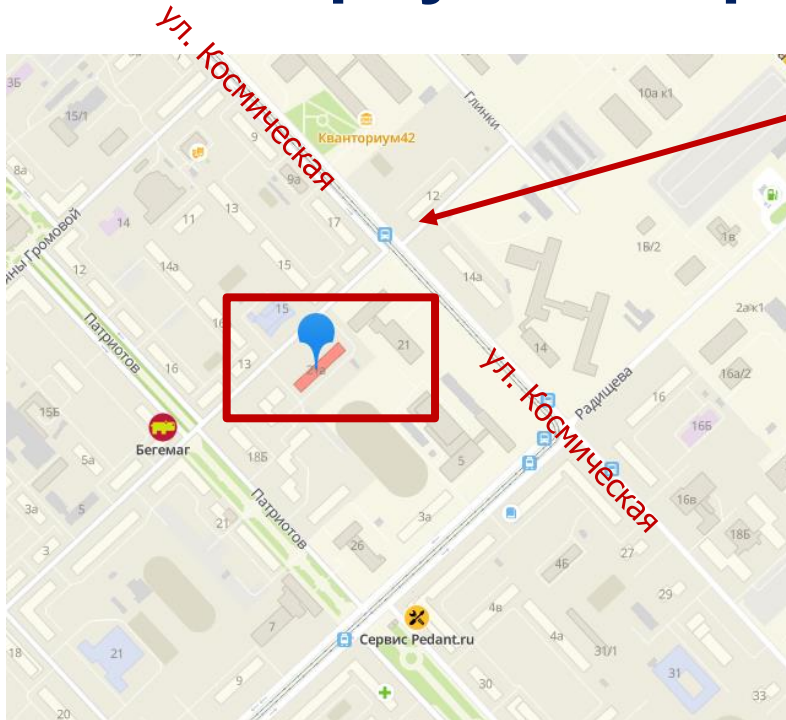 ул. Космическая
3Б
15/1
8а
9
Кванториум42
Глинки
10а к1
9а
12
14
11
13
17
яны Громовой
12
14а
15
14а
1Б/2
1в
2а к1
Патриотов
16
15
13
21
21а
14
ул. Космическая
Радищева
16
16а/2
15Б
Бегемаг
5а
18Б
5
16Б
3а
5
21
Патриотов
3а
16в
18Б
3
26
4Б
27
29
7
4в
4а
31/1
Сервис Pedant.ru
18
21
9
30
31
33
20